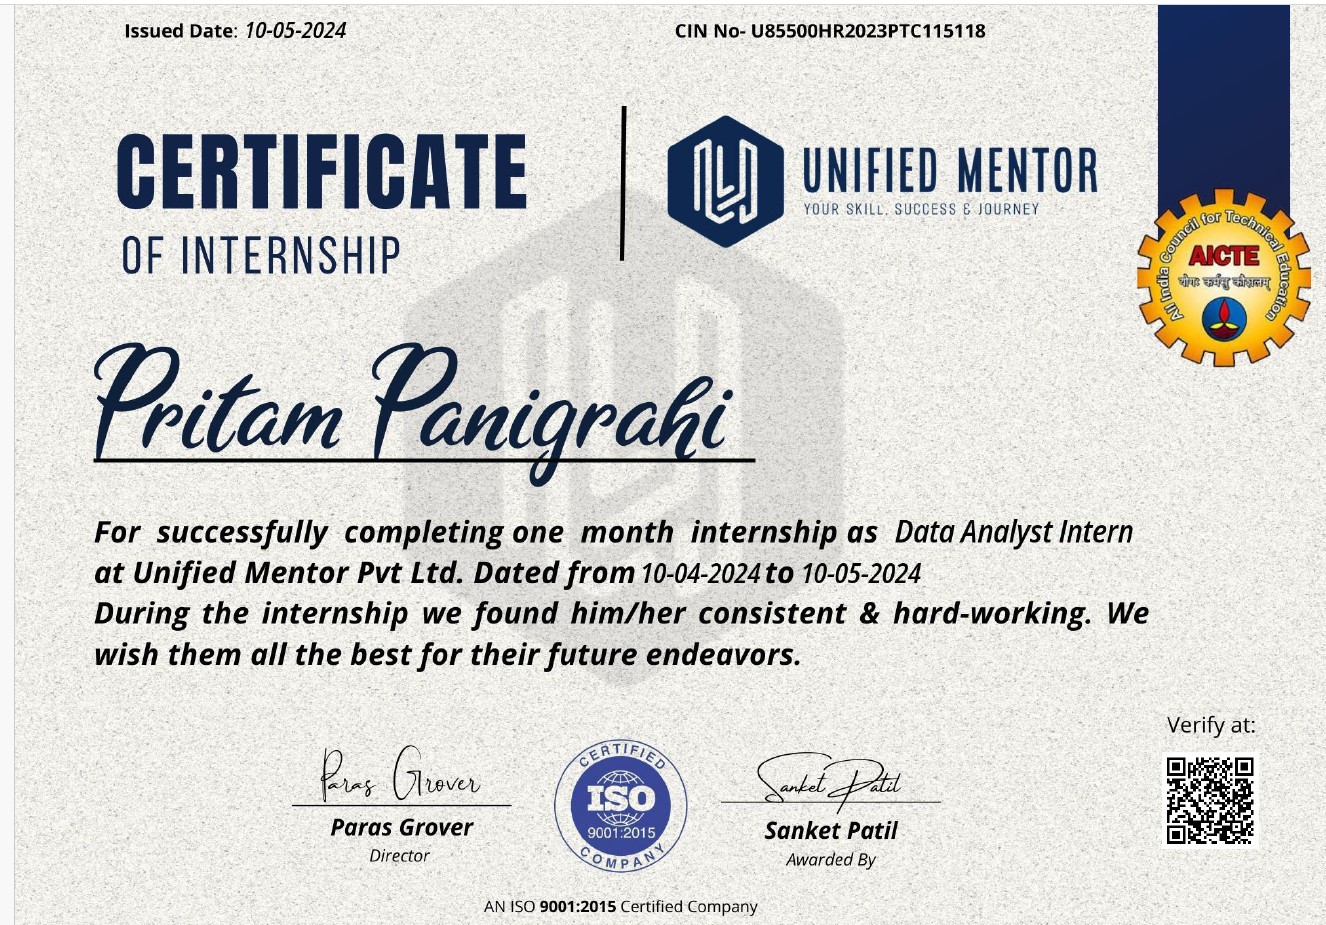 Issued Date: 10-05-2024
CIN No- U85500HR2023PTC115118
CERTIFICATE
OF INTERNSHIP
UNIFIED MENTOR
YOUR SKILL, SUCCESS & JOURNEY
All India Council for Technical Education
AICTE
योगः कर्मसु कौशलम्
Pritam Panigrahi
For successfully completing one month internship as Data Analyst Intern
at Unified Mentor Pvt Ltd. Dated from 10-04-2024 to 10-05-2024
During the internship we found him/her consistent & hard-working. We
wish them all the best for their future endeavors.
Verify at:
Paras Grover
Paras Grover
Director
CERTIFIED
ISO
9001:2015
COMPANY
Sanket Patil
Sanket Patil
Awarded By
AN ISO 9001:2015 Certified Company